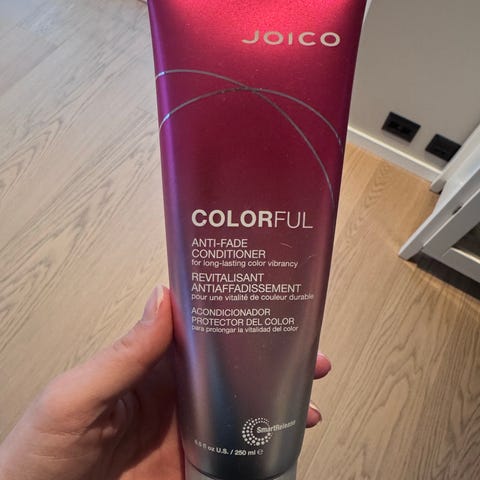 JOICO
COLORFUL
ANTI-FADE
CONDITIONER
for long-lasting color vibrancy
REVITALISANT
ANTIAFFADISSEMENT
pour une vitalité de couleur durable
ACONDICIONADOR
PROTECTOR DEL COLOR
para prolongar la vitalidad del color
SmartRelease
8.5 fl oz U.S. / 250 ml e